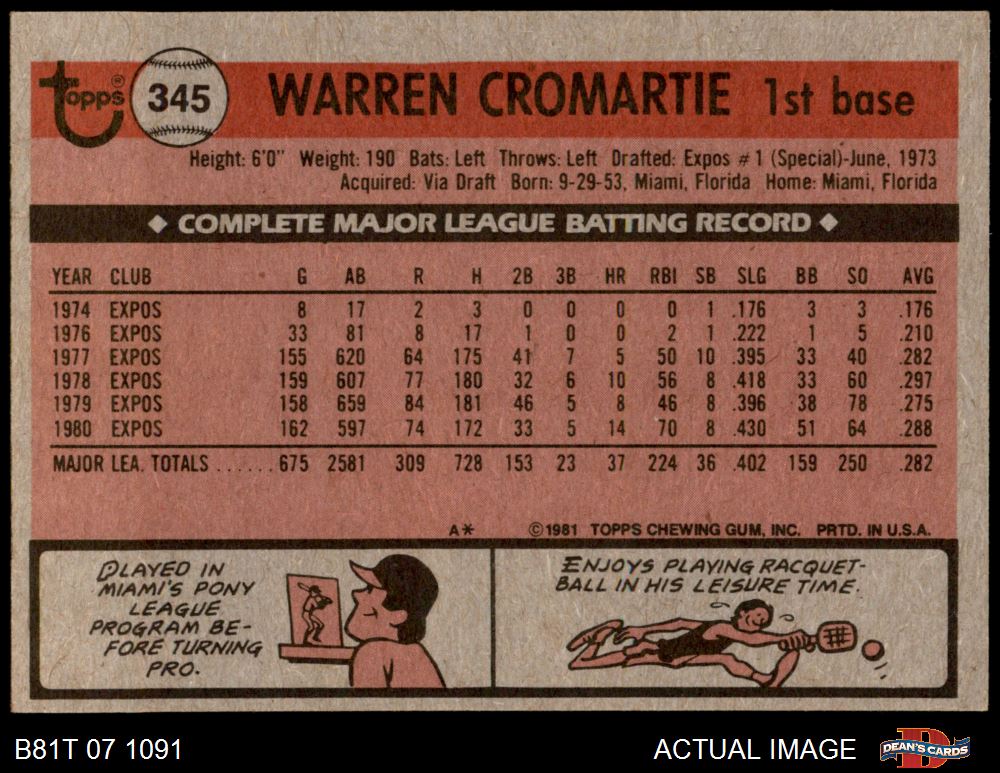 Topps® 345 WARREN CROMARTIE 1st base
Height: 6'0" Weight: 190 Bats: Left Throws: Left Drafted: Expos #1 (Special)-June, 1973
Acquired: Via Draft Born: 9-29-53, Miami, Florida Home: Miami, Florida
◆ COMPLETE MAJOR LEAGUE BATTING RECORD ◆
YEAR CLUB G AB R H 2B 3B HR RBI SB SLG BB SO AVG
1974 EXPOS 8 17 2 3 0 0 0 0 1 .176 3 3 .176
1976 EXPOS 33 81 8 17 1 0 0 2 1 .222 1 5 .210
1977 EXPOS 155 620 64 175 41 7 5 50 10 .395 33 40 .282
1978 EXPOS 159 607 77 180 32 6 10 56 8 .418 33 60 .297
1979 EXPOS 158 659 84 181 46 5 8 46 8 .396 38 78 .275
1980 EXPOS 162 597 74 172 33 5 14 70 8 .430 51 64 .288
MAJOR LEA. TOTALS ...... 675 2581 309 728 153 23 37 224 36 .402 159 250 .282
A* ©1981 TOPPS CHEWING GUM, INC. PRTD. IN U.S.A.
PLAYED IN
MIAMI'S PONY
LEAGUE
PROGRAM BE-
FORE TURNING
PRO.
ENJOYS PLAYING RACQUET-
BALL IN HIS LEISURE TIME.
B81T 07 1091 ACTUAL IMAGE DEAN'S CARDS